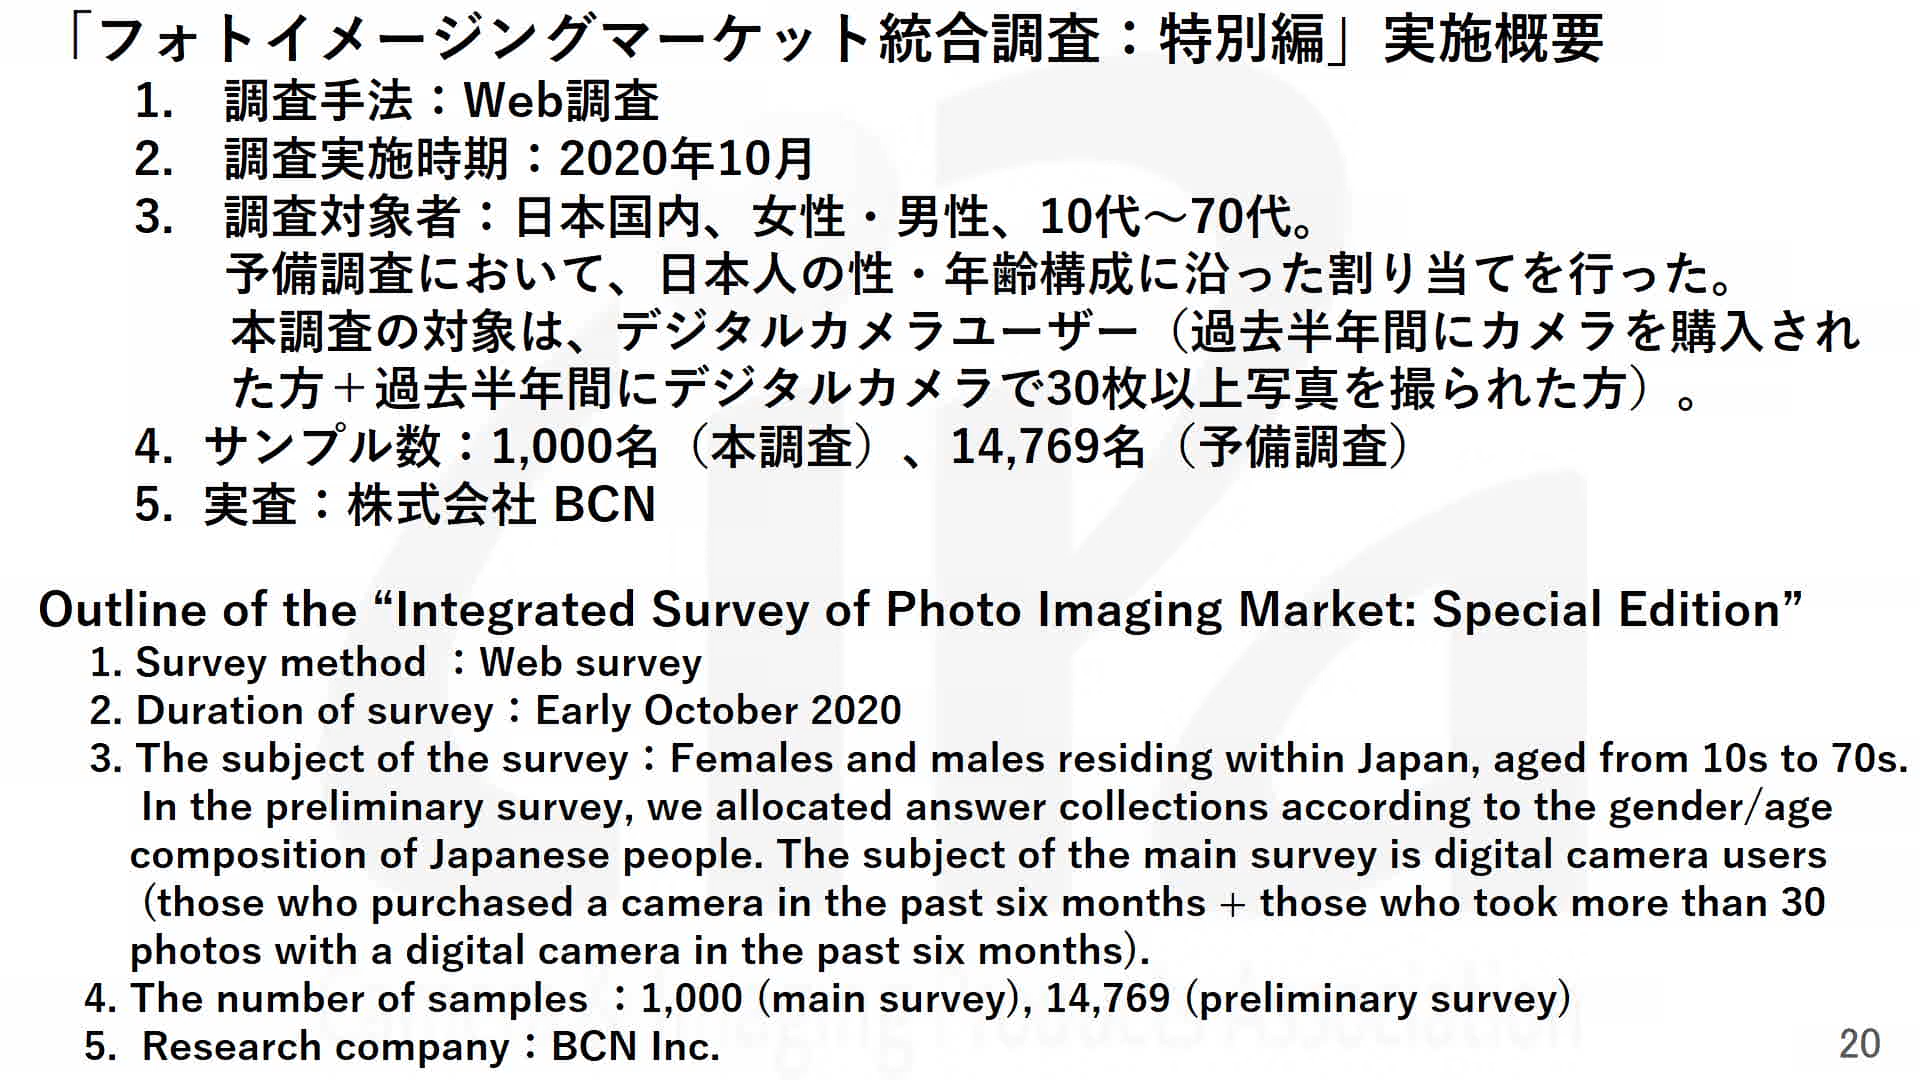 「フォトイメージングマーケット統合調査：特別編」実施概要
1. 調査手法：Web調査
2. 調査実施時期：2020年10月
3. 調査対象者：日本国内、女性・男性、10代～70代。
予備調査において、日本人の性・年齢構成に沿った割り当てを行った。
本調査の対象は、デジタルカメラユーザー（過去半年間にカメラを購入され
た方＋過去半年間にデジタルカメラで30枚以上写真を撮られた方）。
4. サンプル数：1,000名（本調査）、14,769名（予備調査）
5. 実査：株式会社 BCN
Outline of the “Integrated Survey of Photo Imaging Market: Special Edition”
1. Survey method ：Web survey
2. Duration of survey：Early October 2020
3. The subject of the survey：Females and males residing within Japan, aged from 10s to 70s.
In the preliminary survey, we allocated answer collections according to the gender/age
composition of Japanese people. The subject of the main survey is digital camera users
(those who purchased a camera in the past six months + those who took more than 30
photos with a digital camera in the past six months).
4. The number of samples ：1,000 (main survey), 14,769 (preliminary survey)
5. Research company：BCN Inc.
20